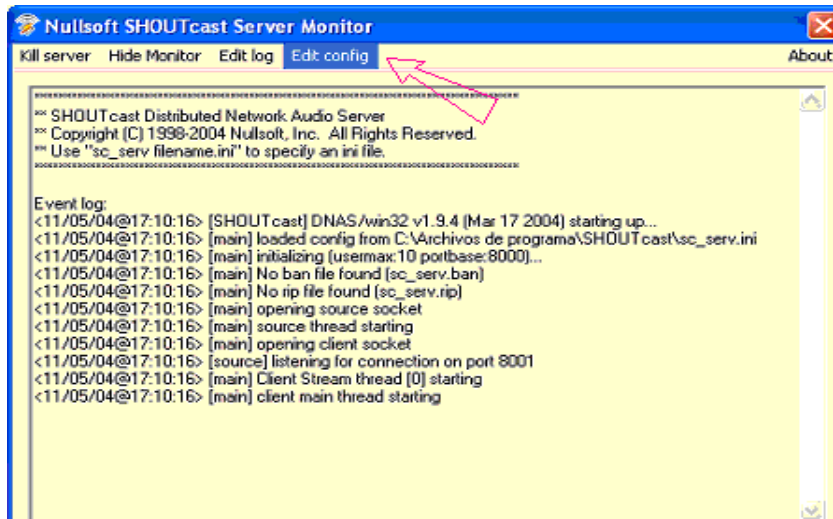 Nullsoft SHOUTcast Server Monitor
Kill server Hide Monitor Edit log Edit config About
*******************************************************************************
** SHOUTcast Distributed Network Audio Server
** Copyright (C) 1998-2004 Nullsoft, Inc. All Rights Reserved.
** Use "sc_serv filename.ini" to specify an ini file.
*******************************************************************************
Event log:
<11/05/04@17:10:16> [SHOUTcast] DNAS/win32 v1.9.4 (Mar 17 2004) starting up...
<11/05/04@17:10:16> [main] loaded config from C:\Archivos de programa\SHOUTcast\sc_serv.ini
<11/05/04@17:10:16> [main] initializing (usermax:10 portbase:8000)...
<11/05/04@17:10:16> [main] No ban file found (sc_serv.ban)
<11/05/04@17:10:16> [main] No rip file found (sc_serv.rip)
<11/05/04@17:10:16> [main] opening source socket
<11/05/04@17:10:16> [main] source thread starting
<11/05/04@17:10:16> [main] opening client socket
<11/05/04@17:10:16> [source] listening for connection on port 8001
<11/05/04@17:10:16> [main] Client Stream thread [0] starting
<11/05/04@17:10:16> [main] client main thread starting